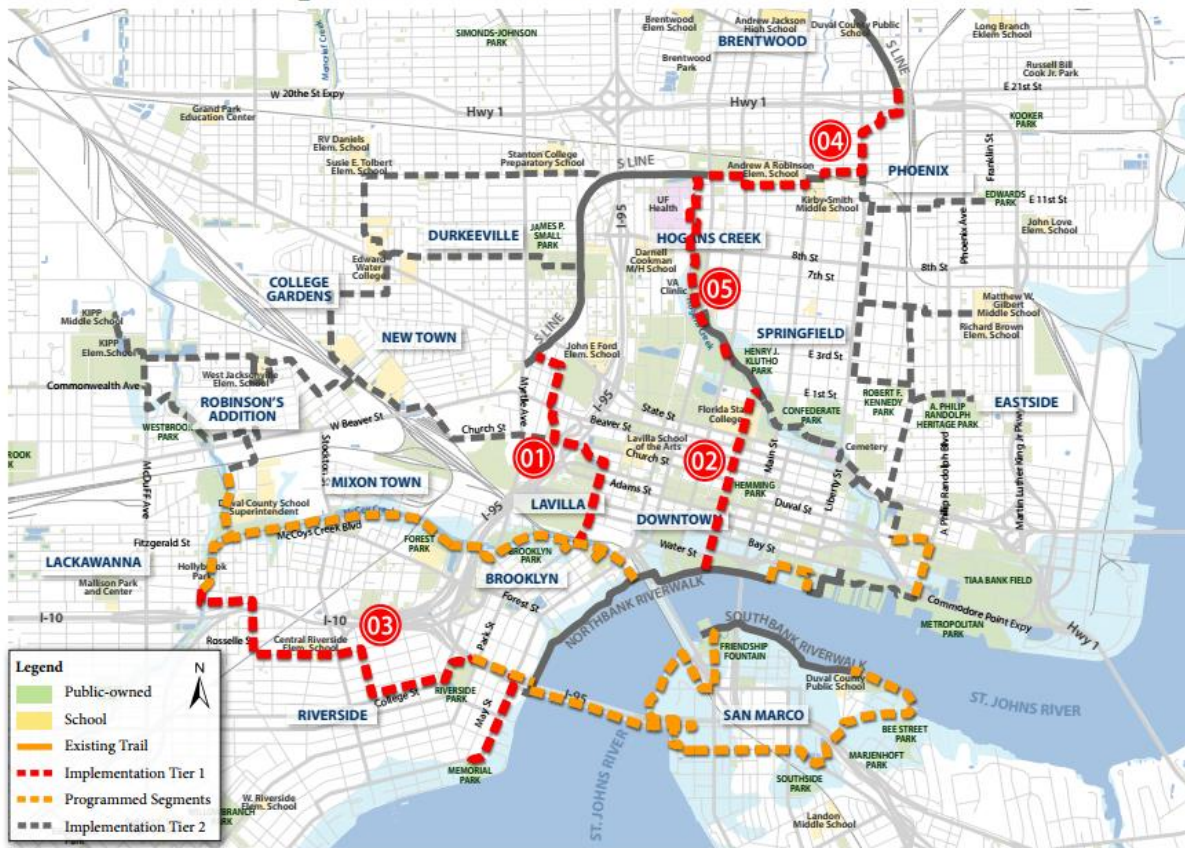 Brentwood
Elem School
Andrew Jackson
High School
Duval County Public
School
Long Branch
Eklem School
SIMONDS-JOHNSON
PARK
BRENTWOOD
Moncrief Creek
S LINE
Brentwood
Park
Russell Bill
Cook Jr. Park
W 20the St Expy
Hwy 1
E 21st St
Grand Park
Education Center
Hwy 1
KOOKER
PARK
04
RV Daniels
Elem. School
Susie E. Tolbert
Elem. School
Stanton College
Preparatory School
S LINE
Andrew A Robinson
Elem. School
PHOENIX
Franklin St
I-95
UF
Health
Kirby-Smith
Middle School
EDWARDS
PARK
E 11st St
Phoenix Ave
John Love
Elem. School
DURKEEVILLE
JAMES P.
SMALL
PARK
HOGANS CREEK
Darnell
Cookman
M/H School
8th St
7th St
8th St
Edward
Water
College
VA
Clinlic
05
COLLEGE
GARDENS
Matthew W.
Gilbert
Middle School
KIPP
Middle School
KIPP
Elem.School
NEW TOWN
S LINE
SPRINGFIELD
Richard Brown
Elem. School
John E Ford
Elem. School
HENRY J.
KLUTHO
PARK
E 3rd St
West Jacksonville
Elem. School
Commonwealth Ave
Myrtle Ave
I-95
E 1st St
ROBERT F.
KENNEDY
PARK
EASTSIDE
ROBINSON'S
ADDITION
State St
Florida Sta
College
CONFEDERATE
PARK
A. PHILIP
RANDOLPH
HERITAGE PARK
WESTBROO
PARK
W Beaver St
Church St
Beaver St
Lavilla School
of the Arts
Main St
Cemetery
BROOK
K
Stockton St
01
Church St
02
McDuff Ave
MIXON TOWN
Adams St
HEMMING
PARK
Liberty St
A Philip Randolph Blvd
Martin Luther King Jr Pkwy
Duval County School
Superintendent
I-95
LAVILLA
Duval St
McCoys Creek
DOWNTOWN
McCoys Creek Blvd
Fitzgerald St
FOREST
PARK
BROOKLYN
PARK
Water St
Bay St
LACKAWANNA
Hollybrook
Park
BROOKLYN
TIAA BANK FIELD
Mallison Park
and Center
Forest St
NORTHBANK RIVERWALK
Commodore Point Expy
I-10
I-10
03
Park St
SOUTHBANK RIVERWALK
METROPOLITAN
PARK
Hwy 1
Rosselle St
Central Riverside
Elem. School
FRIENDSHIP
FOUNTAIN
Duval County
Public School
Legend
N
Public-owned
School
Existing Trail
Implementation Tier 1
Programmed Segments
Implementation Tier 2
College St
RIVERSIDE
PARK
I-95
ST. JOHNS RIVER
RIVERSIDE
May St
SAN MARCO
BEE STREET
PARK
MARJENHOFT
PARK
MEMORIAL
PARK
ST. JOHNS RIVER
SOUTHSIDE
PARK
W. Riverside
Elem. School
BRANCH
PARK
Landon
Middle School